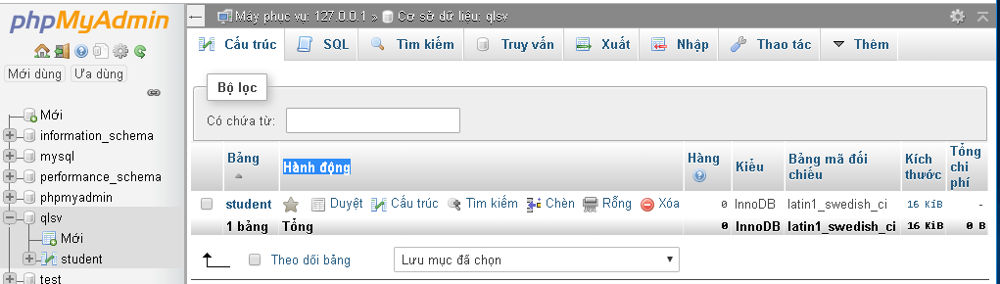 phpMyAdmin
Mới dùng Ưa dùng
Mới
information_schema
mysql
performance_schema
phpmyadmin
qlsv
Mới
student
test
Máy phục vụ: 127.0.0.1 » Cơ sở dữ liệu: qlsv
Cấu trúc SQL Tìm kiếm Truy vấn Xuất Nhập Thao tác Thêm
Bộ lọc
Có chứa từ:
Bảng Hành động Hàng Kiểu Bảng mã đối chiếu Kích thước Tổng chi phí
student Duyệt Cấu trúc Tìm kiếm Chèn Rỗng Xóa 0 InnoDB latin1_swedish_ci 16 KiB -
1 bảng Tổng 0 InnoDB latin1_swedish_ci 16 KiB 0 B
Theo dõi bảng Lưu mục đã chọn: